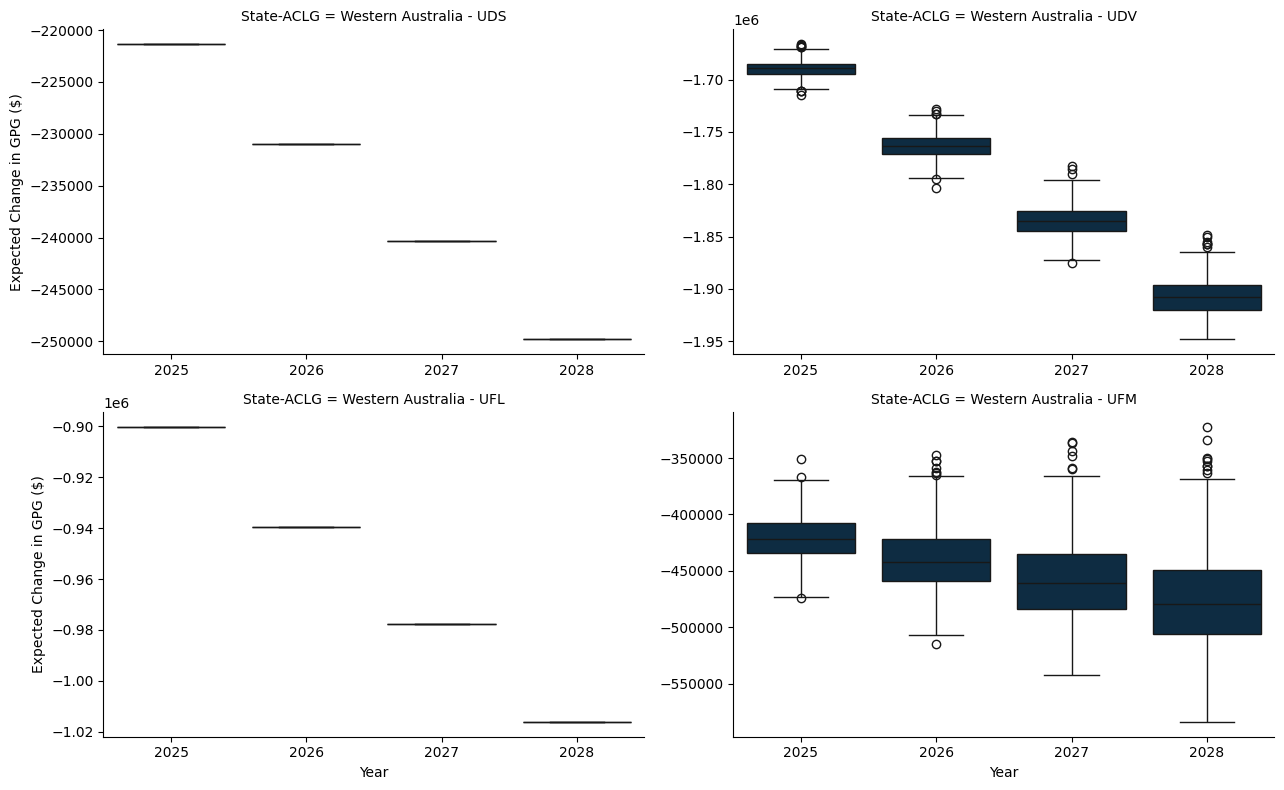 State-ACLG = Western Australia - UDS
−220000
−225000
−230000
−235000
−240000
−245000
−250000
Expected Change in GPG ($)
2025 2026 2027 2028
State-ACLG = Western Australia - UDV
1e6
−1.70
−1.75
−1.80
−1.85
−1.90
−1.95
2025 2026 2027 2028
State-ACLG = Western Australia - UFL
1e6
−0.90
−0.92
−0.94
−0.96
−0.98
−1.00
−1.02
Expected Change in GPG ($)
2025 2026 2027 2028
Year
State-ACLG = Western Australia - UFM
−350000
−400000
−450000
−500000
−550000
2025 2026 2027 2028
Year